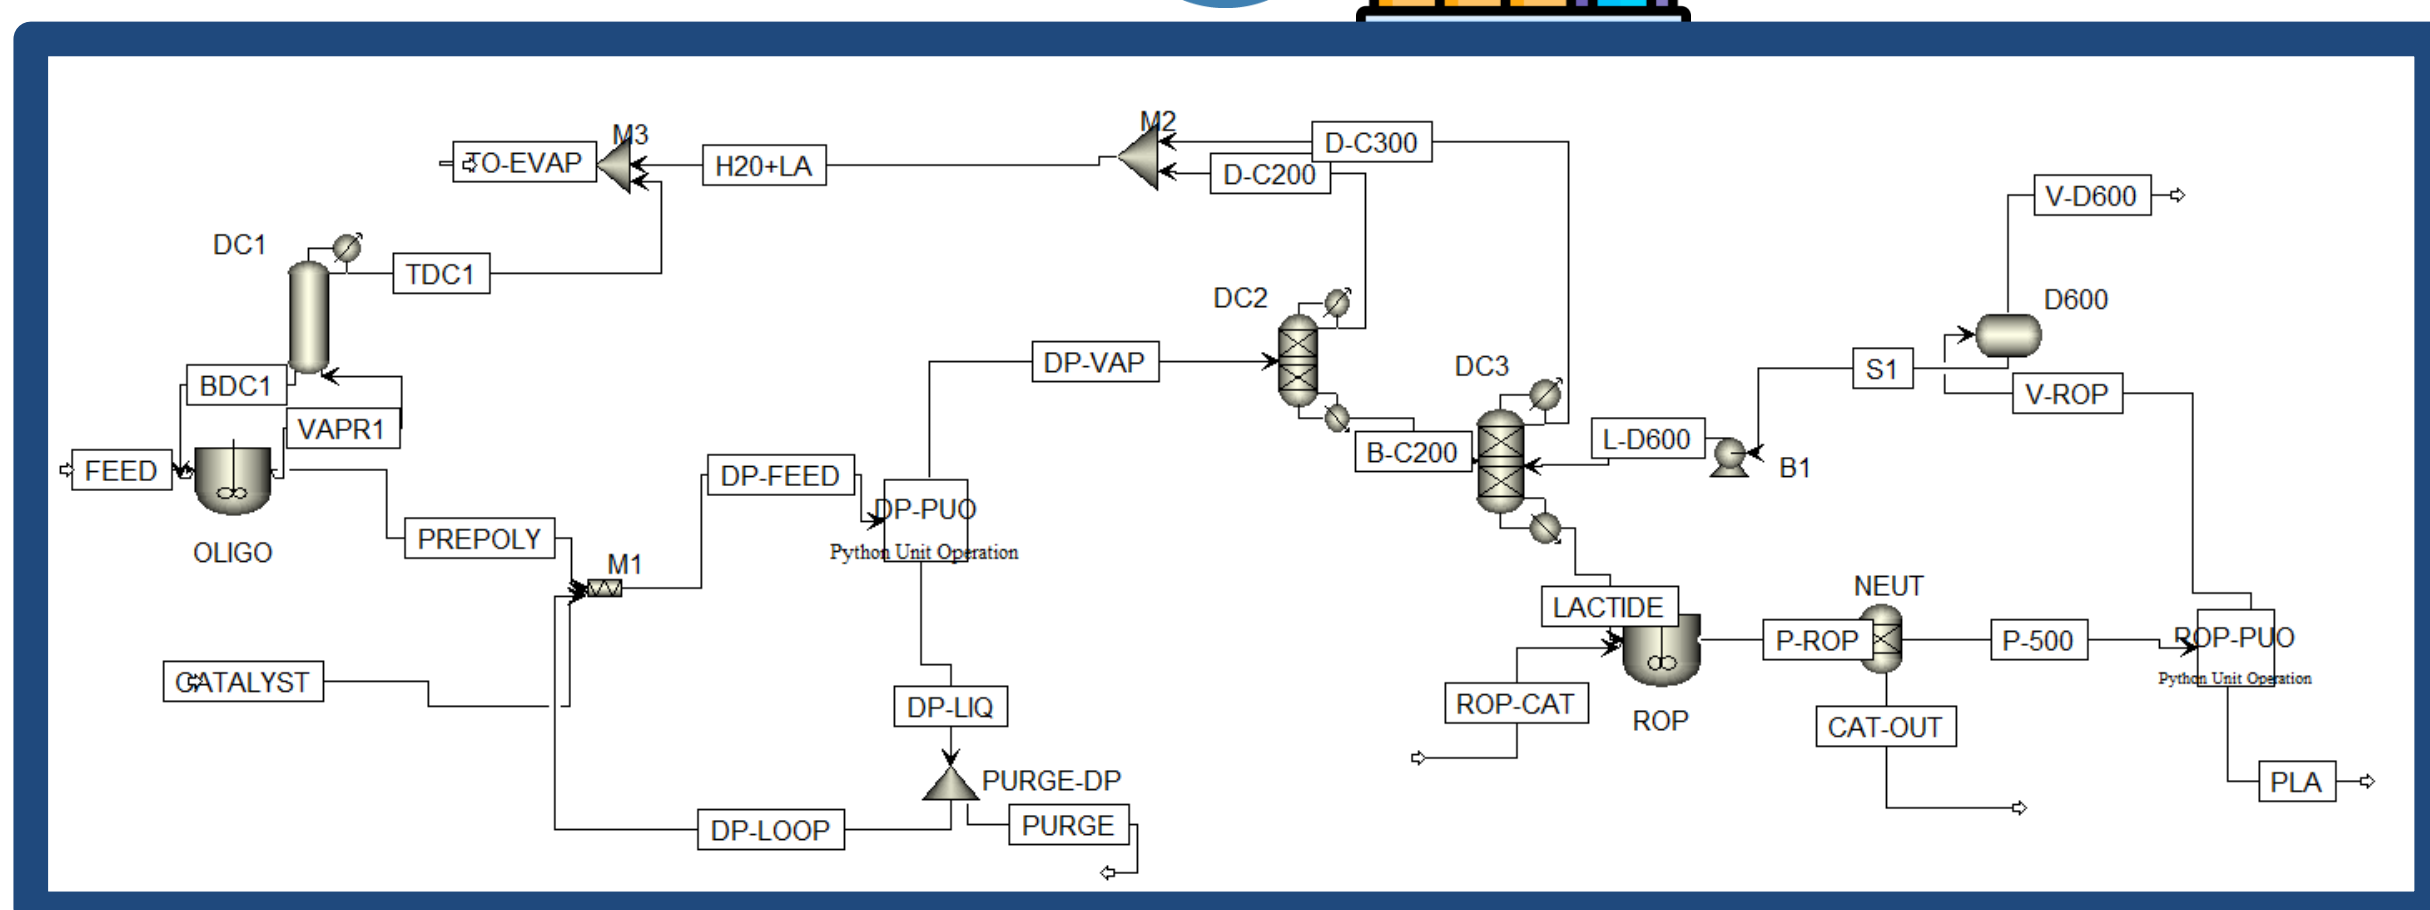 M3
M2
TO-EVAP
H20+LA
D-C300
D-C200
V-D600
DC1
TDC1
DC2
D600
DP-VAP
DC3
S1
BDC1
V-ROP
VAPR1
L-D600
B-C200
B1
FEED
DP-FEED
DP-PUO
Python Unit Operation
PREPOLY
OLIGO
M1
LACTIDE
NEUT
P-ROP
P-500
ROP-PUO
Python Unit Operation
CATALYST
DP-LIQ
ROP-CAT
ROP
CAT-OUT
PURGE-DP
PLA
DP-LOOP
PURGE